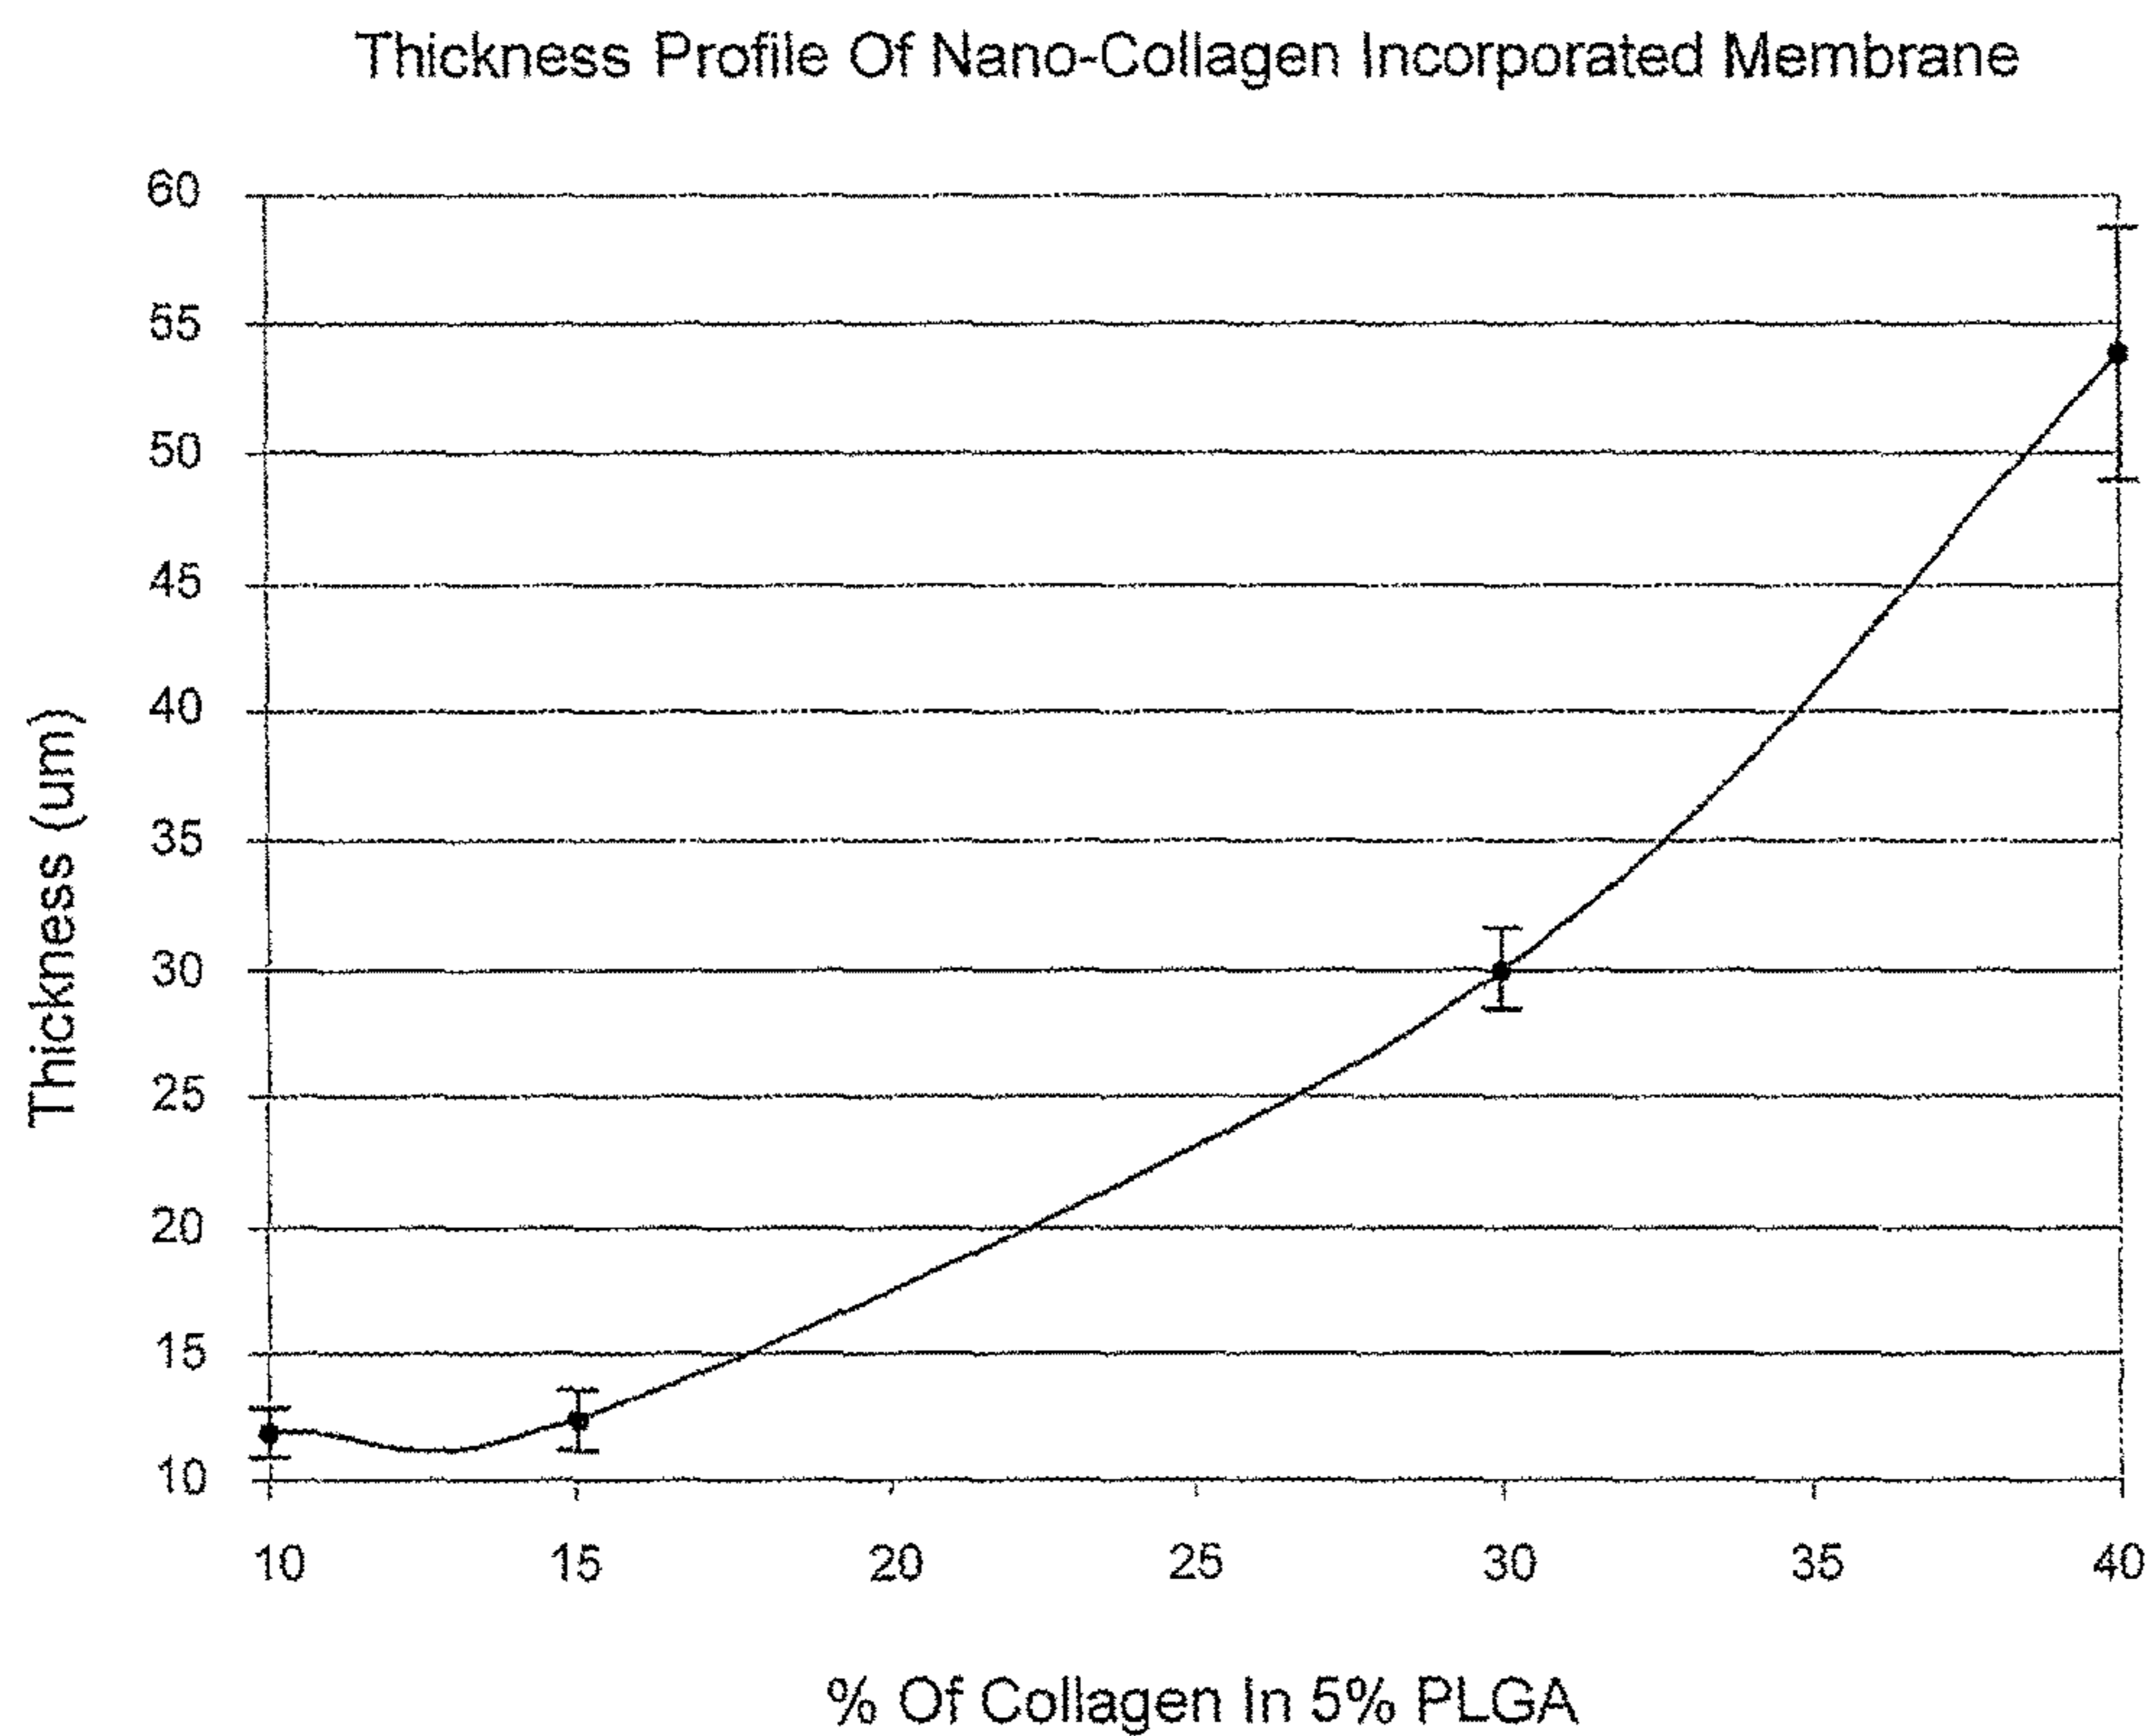 Thickness Profile Of Nano-Collagen Incorporated Membrane
60
55
50
45
40
35
30
25
20
15
10
Thickness (um)
10 15 20 25 30 35 40
% Of Collagen In 5% PLGA